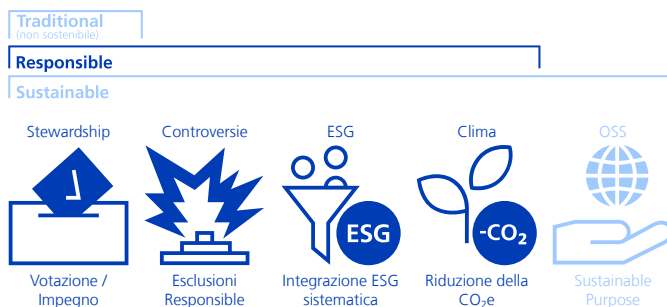 Traditional
(non sostenibile)
Responsible
Sustainable
Stewardship
Controversie
ESG
Clima
OSS
ESG
-CO₂
Votazione /
Impegno
Esclusioni
Responsible
Integrazione ESG
sistematica
Riduzione della
CO₂e
Sustainable
Purpose